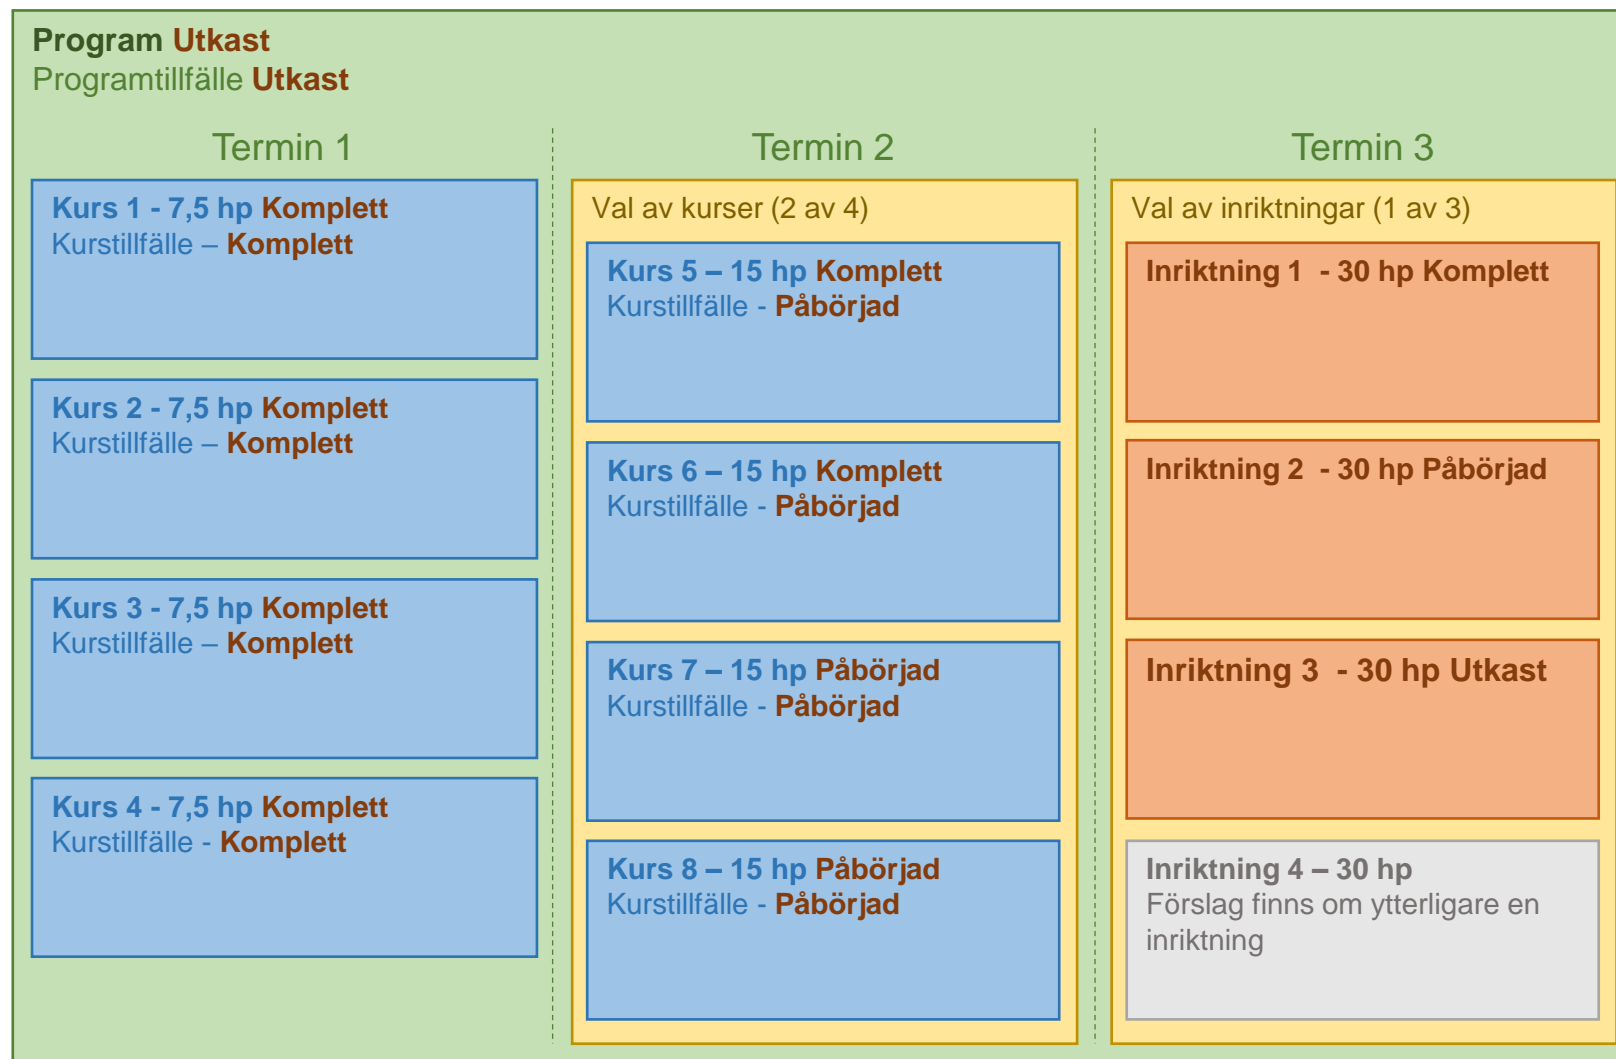 Program Utkast
Programtillfälle Utkast
Termin 1
Kurs 1 - 7,5 hp Komplett
Kurstillfälle – Komplett
Kurs 2 - 7,5 hp Komplett
Kurstillfälle – Komplett
Kurs 3 - 7,5 hp Komplett
Kurstillfälle – Komplett
Kurs 4 - 7,5 hp Komplett
Kurstillfälle - Komplett
Termin 2
Val av kurser (2 av 4)
Kurs 5 – 15 hp Komplett
Kurstillfälle - Påbörjad
Kurs 6 – 15 hp Komplett
Kurstillfälle - Påbörjad
Kurs 7 – 15 hp Påbörjad
Kurstillfälle - Påbörjad
Kurs 8 – 15 hp Påbörjad
Kurstillfälle - Påbörjad
Termin 3
Val av inriktningar (1 av 3)
Inriktning 1  - 30 hp Komplett
Inriktning 2  - 30 hp Påbörjad
Inriktning 3  - 30 hp Utkast
Inriktning 4 – 30 hp
Förslag finns om ytterligare en
inriktning